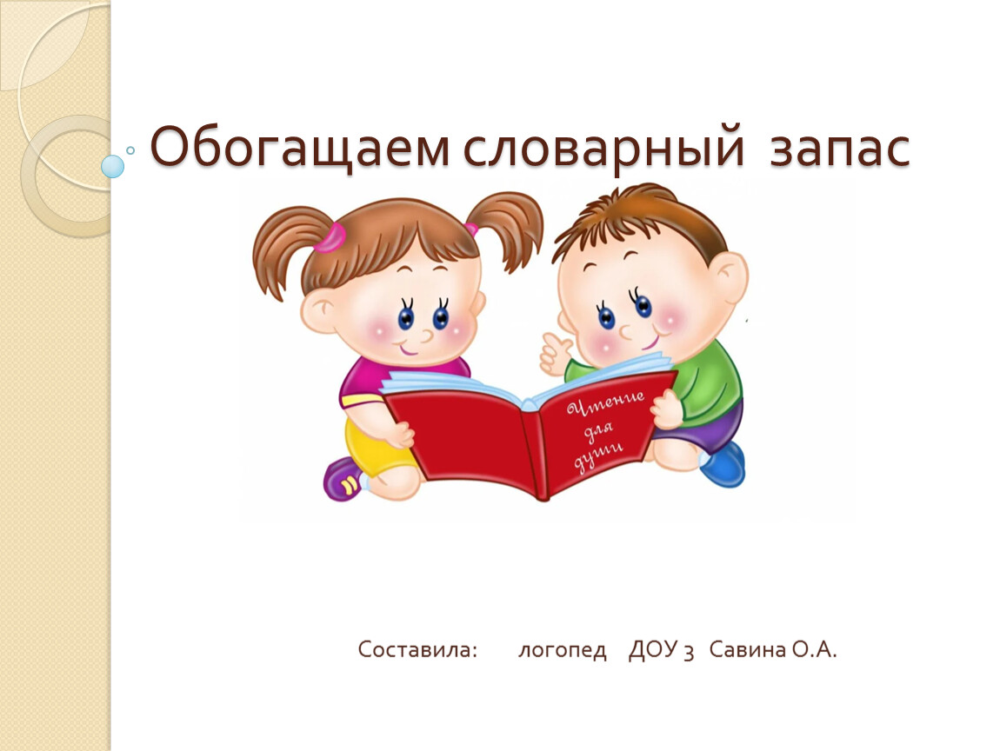 Обогащаем словарный запас
Чтение
для
души
Составила: логопед ДОУ 3 Савина О.А.